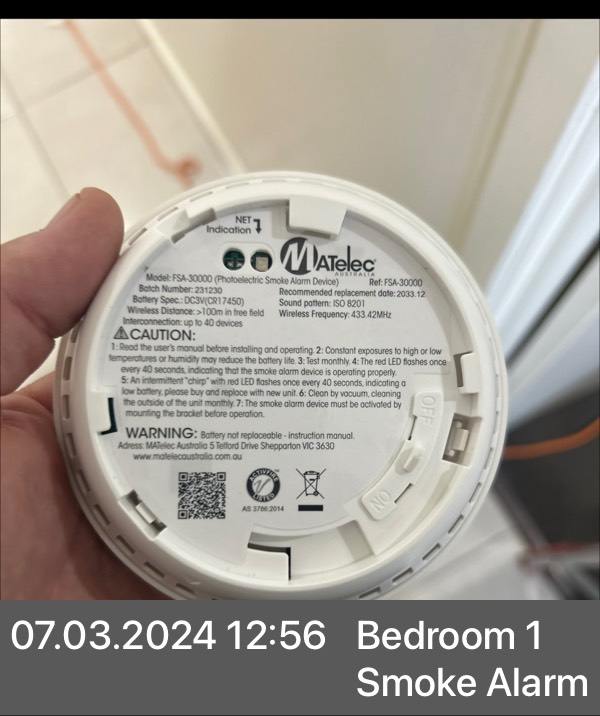 NET
Indication
MATelec
AUSTRALIA
Model: FSA-30000 (Photoelectric Smoke Alarm Device)
Ref: FSA-30000
Batch Number: 231230
Recommended replacement date: 2033.12
Battery Spec.: DC3V(CR17450)
Sound pattern: ISO 8201
Wireless Distance: >100m in free field
Wireless Frequency: 433.42MHz
Interconnection: up to 40 devices
CAUTION:
1: Read the user's manual before installing and operating. 2: Constant exposures to high or low
temperatures or humidity may reduce the battery life. 3: Test monthly. 4: The red LED flashes once
every 40 seconds, indicating that the smoke alarm device is operating properly.
5: An intermittent "chirp" with red LED flashes once every 40 seconds, indicating a
low battery, please buy and replace with new unit. 6: Clean by vacuum, cleaning
the outside of the unit monthly. 7: The smoke alarm device must be activated by
mounting the bracket before operation.
OFF
ON
WARNING: Battery not replaceable - instruction manual.
Adress: MATelec Australia 5 Telford Drive Shepparton VIC 3630
www.matelecaustralia.com.au
ACTIVFIRE
LISTED
AS 3786:2014
07.03.2024 12:56
Bedroom 1
Smoke Alarm